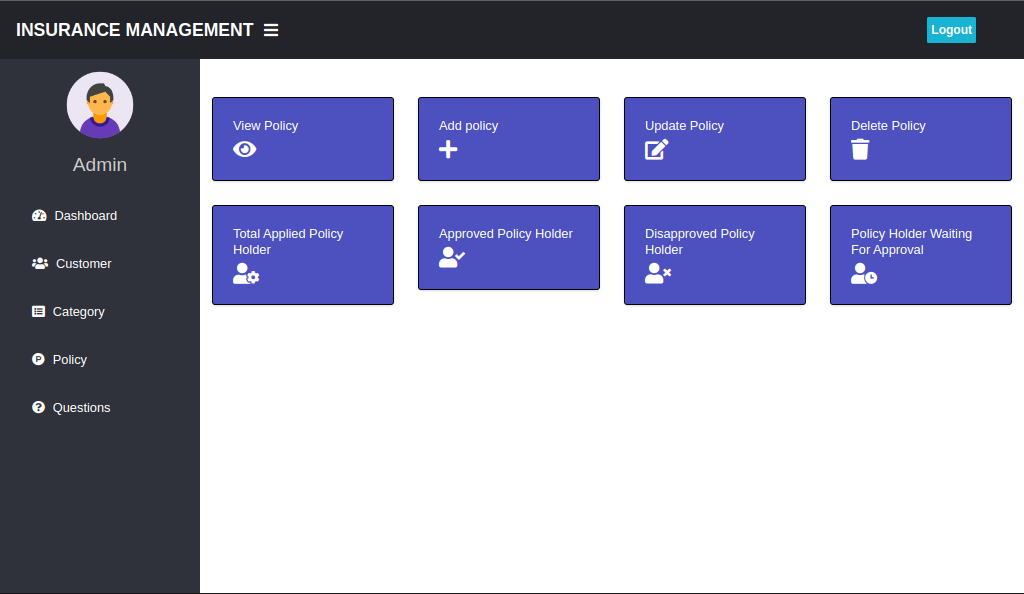 INSURANCE MANAGEMENT
Logout
Admin
Dashboard
Customer
Category
Policy
Questions
View Policy
Add policy
Update Policy
Delete Policy
Total Applied Policy
Holder
Approved Policy Holder
Disapproved Policy
Holder
Policy Holder Waiting
For Approval